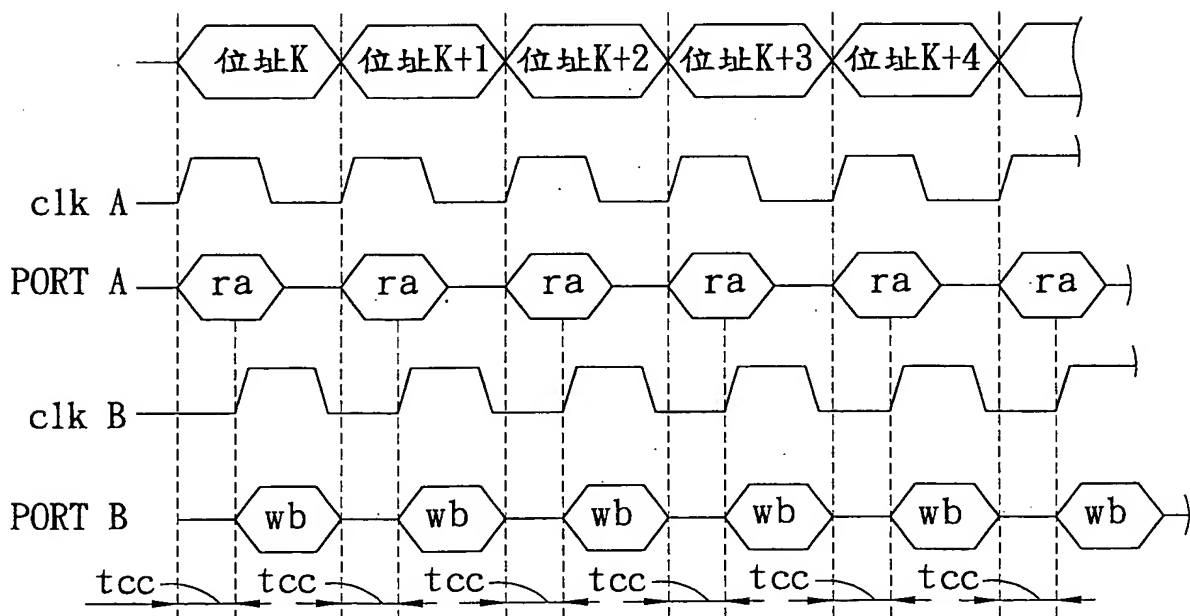 位址K 位址K+1 位址K+2 位址K+3 位址K+4
clk A
PORT A ra ra ra ra ra ra
clk B
PORT B wb wb wb wb wb wb
tcc tcc tcc tcc tcc tcc